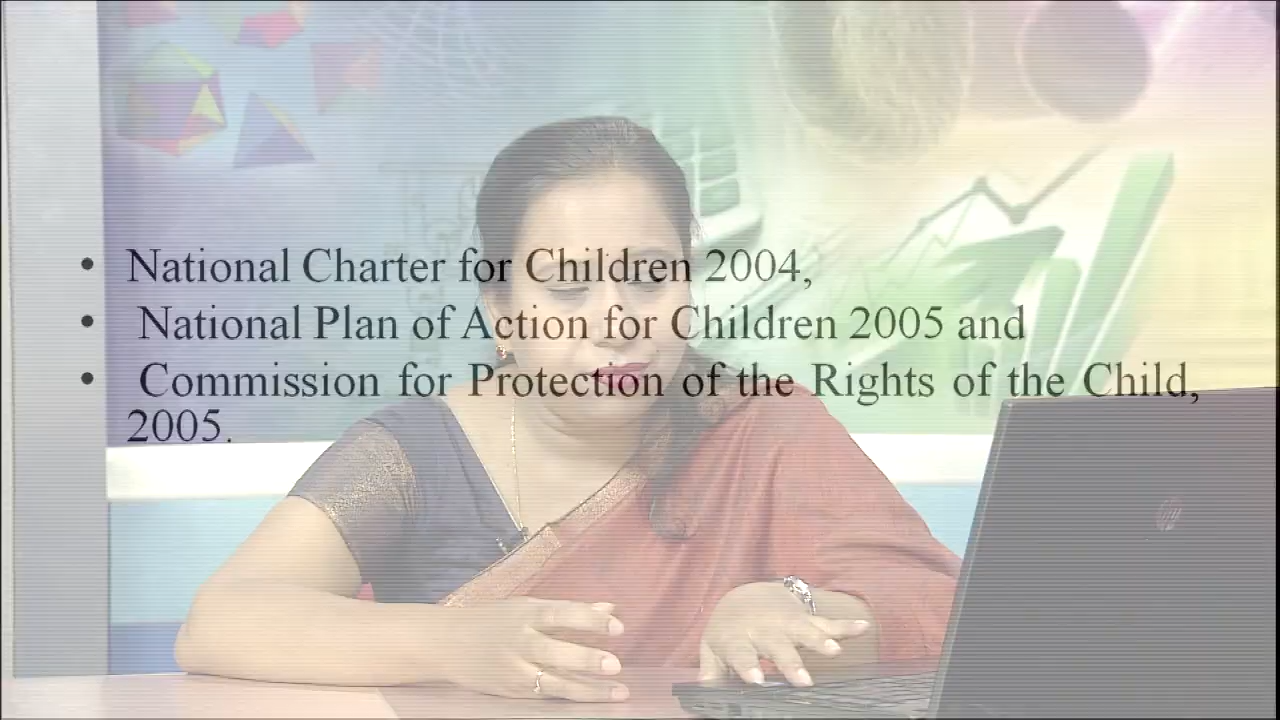 • National Charter for Children 2004,
• National Plan of Action for Children 2005 and
• Commission for Protection of the Rights of the Child,
2005.
hp